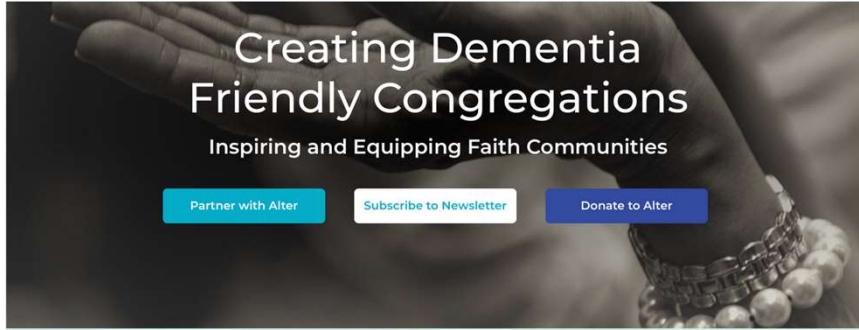 Creating Dementia
Friendly Congregations
Inspiring and Equipping Faith Communities
Partner with Alter
Subscribe to Newsletter
Donate to Alter